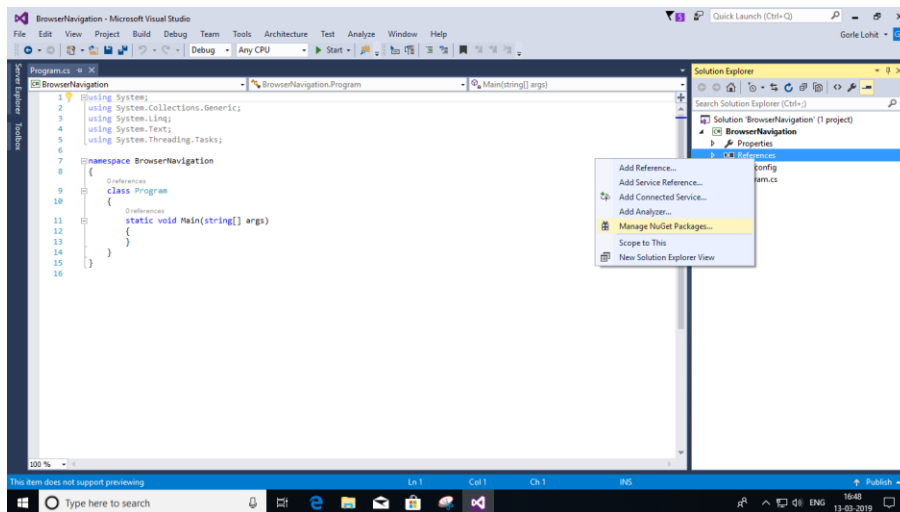 BrowserNavigation - Microsoft Visual Studio
Quick Launch (Ctrl+Q)
File Edit View Project Build Debug Team Tools Architecture Test Analyze Window Help
Gorle Lohit
Debug Any CPU Start
Server Explorer
Toolbox
Program.cs
BrowserNavigation
BrowserNavigation.Program
Main(string[] args)
1 using System;
2 using System.Collections.Generic;
3 using System.Linq;
4 using System.Text;
5 using System.Threading.Tasks;
6
7 namespace BrowserNavigation
8 {
0 references
9 class Program
10 {
0 references
11 static void Main(string[] args)
12 {
13 }
14 }
15 }
16
100 %
Solution Explorer
Search Solution Explorer (Ctrl+;)
Solution 'BrowserNavigation' (1 project)
BrowserNavigation
Properties
References
config
ram.cs
Add Reference...
Add Service Reference...
Add Connected Service...
Add Analyzer...
Manage NuGet Packages...
Scope to This
New Solution Explorer View
This item does not support previewing
Ln 1 Col 1 Ch 1 INS
Publish
Type here to search
ENG
16:48
13-03-2019